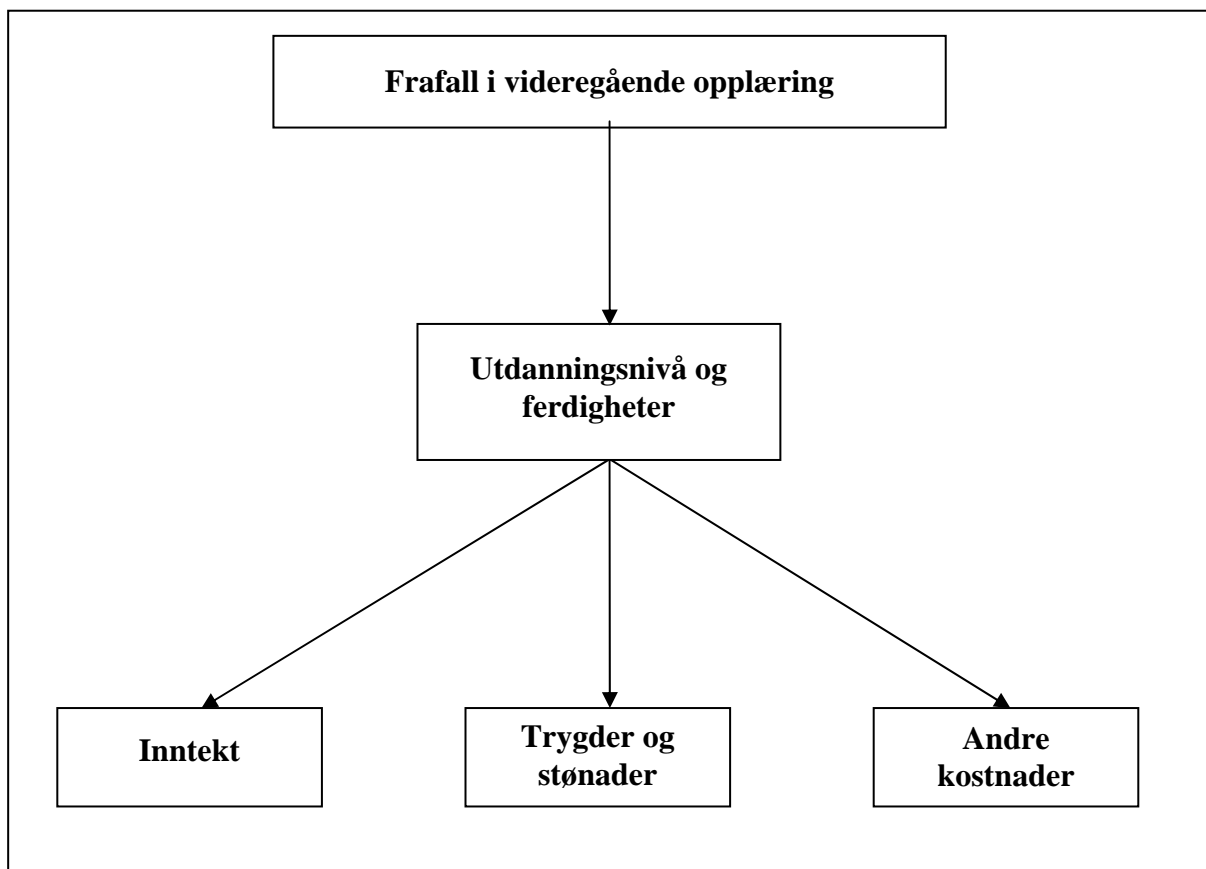 Frafall i videregående opplæring
Utdanningsnivå og
ferdigheter
Inntekt
Trygder og
stønader
Andre
kostnader